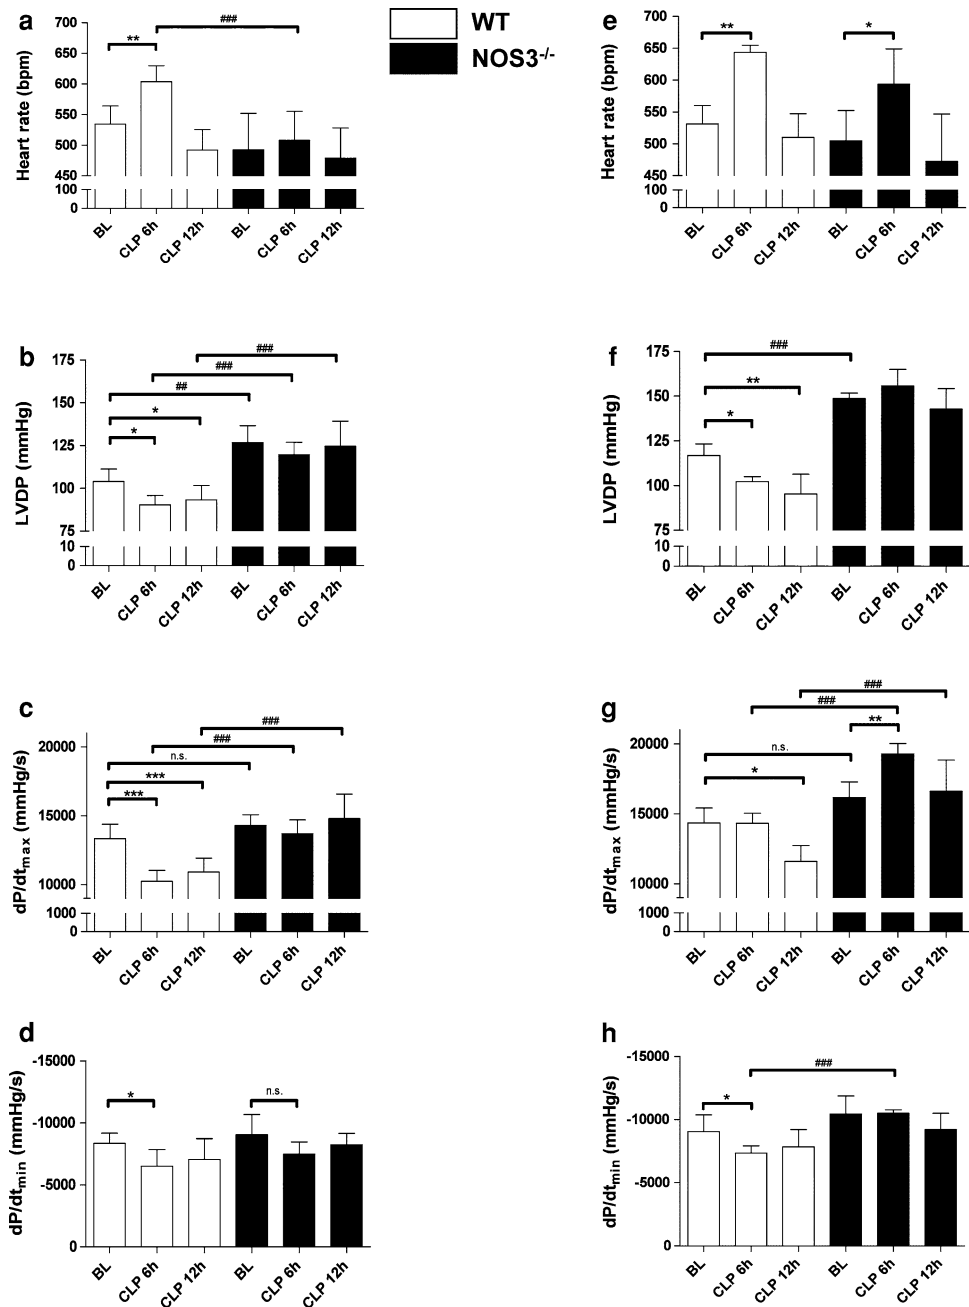 WT
NOS3-/-
a
Heart rate (bpm)
700
650
600
550
500
450
100
0
** ###
BL CLP 6h CLP 12h BL CLP 6h CLP 12h
e
Heart rate (bpm)
700
650
600
550
500
450
100
0
** *
BL CLP 6h CLP 12h BL CLP 6h CLP 12h
b
LVDP (mmHg)
175
150
125
100
75
10
0
###
###
##
*
*
BL CLP 6h CLP 12h BL CLP 6h CLP 12h
f
LVDP (mmHg)
175
150
125
100
75
10
0
###
**
*
BL CLP 6h CLP 12h BL CLP 6h CLP 12h
c
dP/dtmax (mmHg/s)
20000
15000
10000
1000
0
###
###
n.s.
***
***
BL CLP 6h CLP 12h BL CLP 6h CLP 12h
g
dP/dtmax (mmHg/s)
20000
15000
10000
1000
0
###
###
**
n.s.
*
BL CLP 6h CLP 12h BL CLP 6h CLP 12h
d
dP/dtmin (mmHg/s)
-15000
-10000
-5000
0
* n.s.
BL CLP 6h CLP 12h BL CLP 6h CLP 12h
h
dP/dtmin (mmHg/s)
-15000
-10000
-5000
0
###
*
BL CLP 6h CLP 12h BL CLP 6h CLP 12h